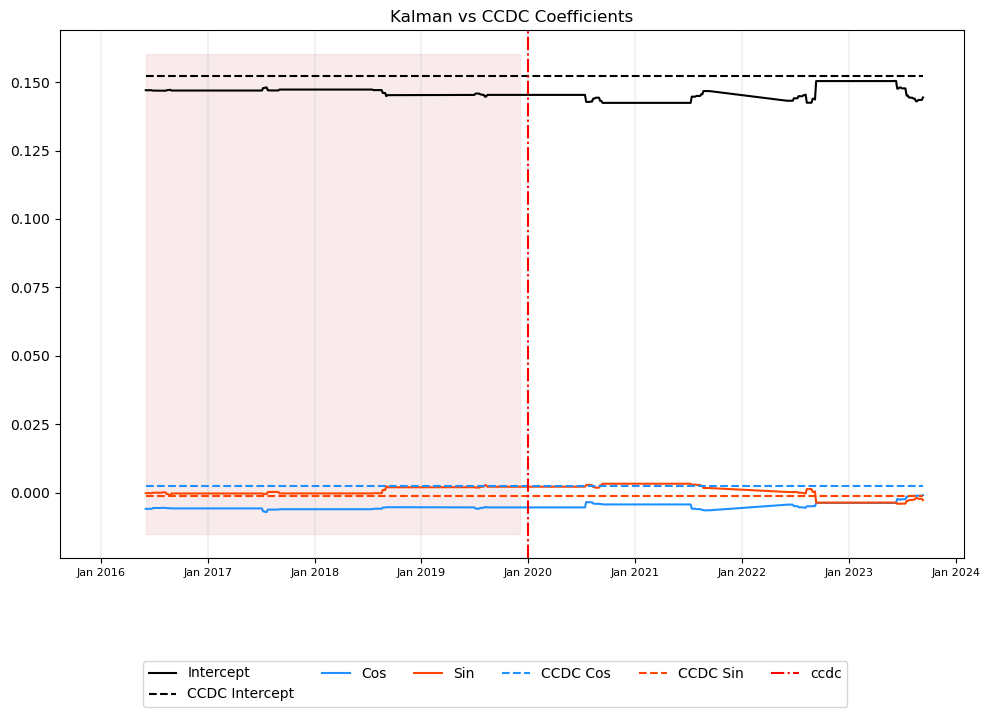 Kalman vs CCDC Coefficients
0.150
0.125
0.100
0.075
0.050
0.025
0.000
Jan 2016 Jan 2017 Jan 2018 Jan 2019 Jan 2020 Jan 2021 Jan 2022 Jan 2023 Jan 2024
Intercept Cos Sin CCDC Cos CCDC Sin ccdc
CCDC Intercept